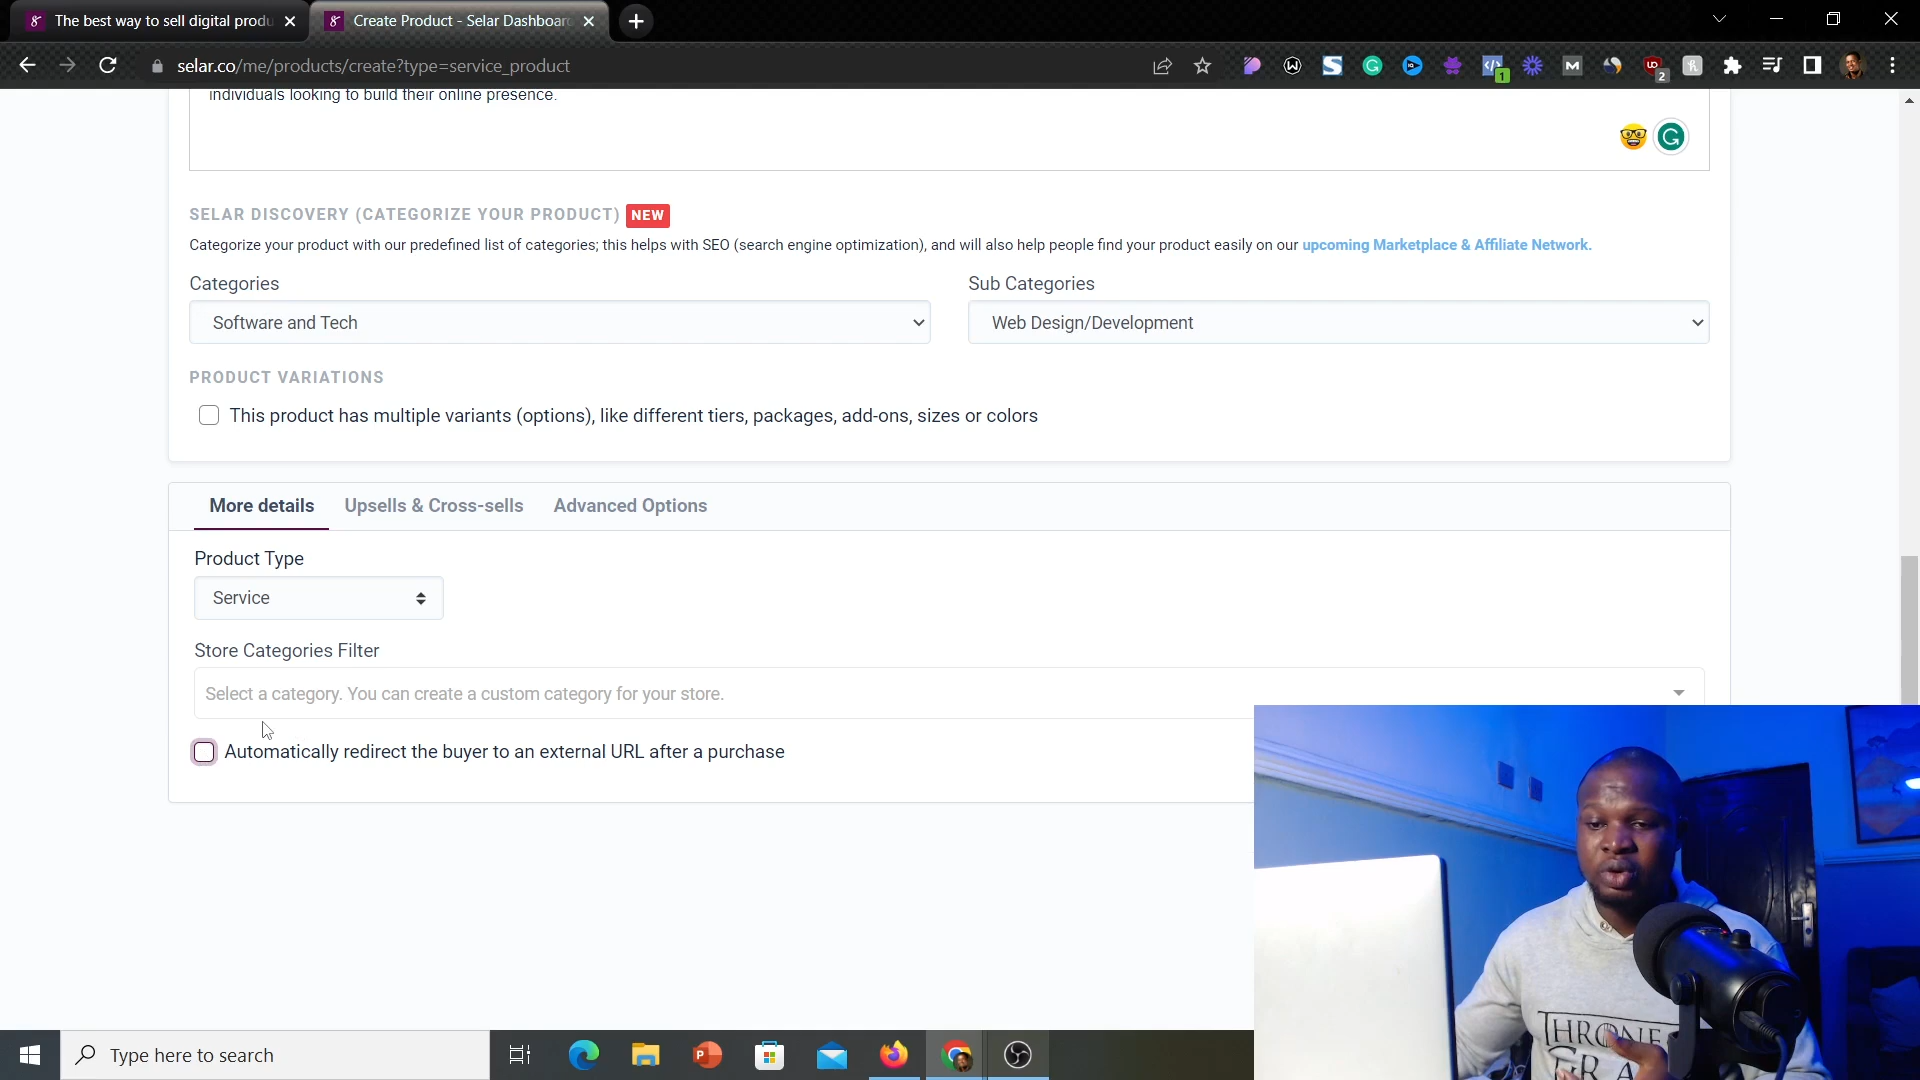 The best way to sell digital produ
Create Product - Selar Dashboard
selar.co/me/products/create?type=service_product
individuals looking to build their online presence.
SELAR DISCOVERY (CATEGORIZE YOUR PRODUCT) NEW
Categorize your product with our predefined list of categories; this helps with SEO (search engine optimization), and will also help people find your product easily on our upcoming Marketplace & Affiliate Network.
Categories
Sub Categories
Software and Tech
Web Design/Development
PRODUCT VARIATIONS
This product has multiple variants (options), like different tiers, packages, add-ons, sizes or colors
More details
Upsells & Cross-sells
Advanced Options
Product Type
Service
Store Categories Filter
Select a category. You can create a custom category for your store.
Automatically redirect the buyer to an external URL after a purchase
THRONE
Type here to search